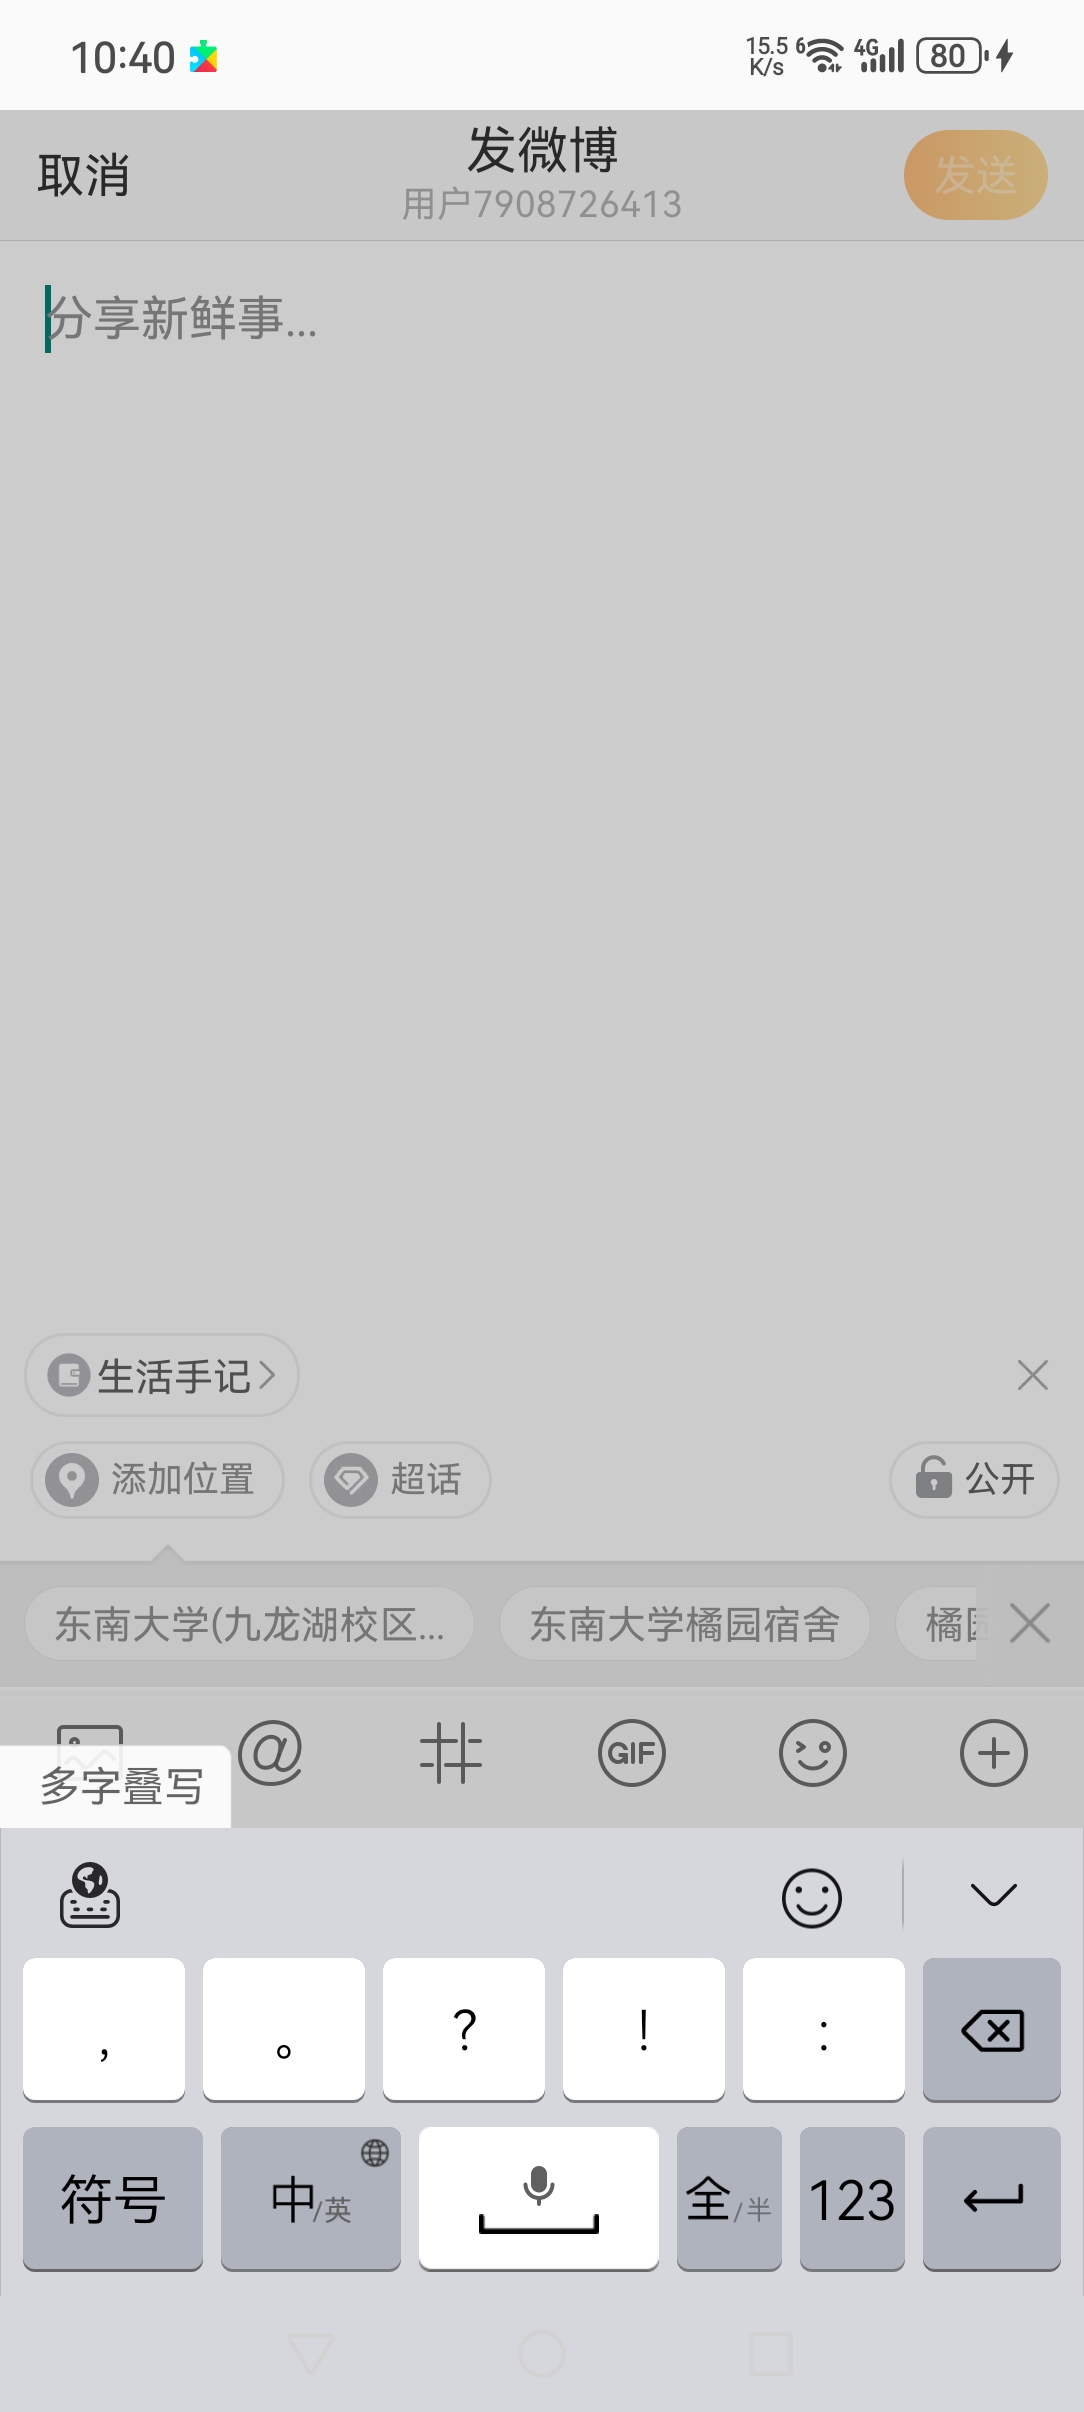 10:40
15.5 K/s 6 4G 80
取消 发微博 发送
用户7908726413
分享新鲜事...
生活手记
添加位置 超话 公开
东南大学(九龙湖校区... 东南大学橘园宿舍 橘
@ GIF
多字叠写
, 。 ? ! :
符号 中/英 全/半 123